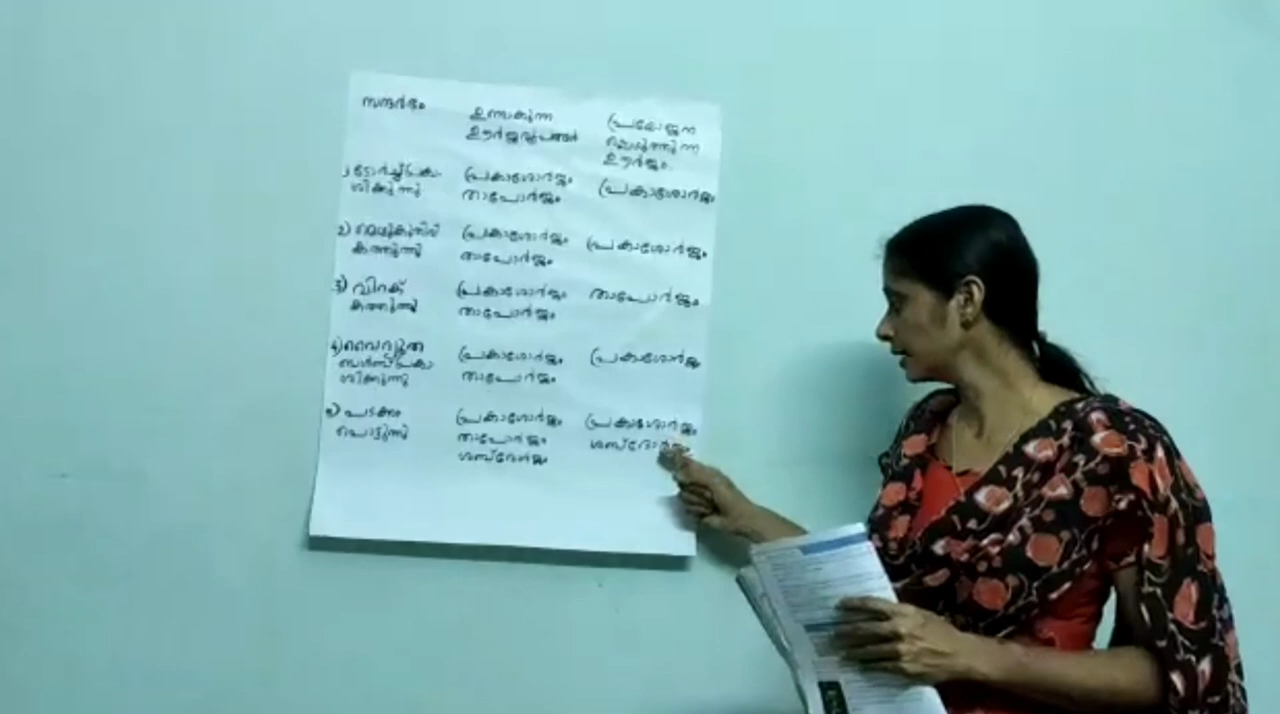 സന്ദർഭം
ഉണ്ടാകുന്ന
ഊർജ്ജരൂപങ്ങൾ
പ്രയോജന
പ്പെടുത്തുന്ന
ഊർജ്ജം.
1) ടോർച്ച് പ്രകാ-
ശിക്കുന്നു
പ്രകാശോർജ്ജം
താപോർജ്ജം
പ്രകാശോർജ്ജം
2) മെഴുകുതിരി
കത്തുന്നു
പ്രകാശോർജ്ജം
താപോർജ്ജം
പ്രകാശോർജ്ജം
3) വിറക്
കത്തുന്നു
പ്രകാശോർജ്ജം
താപോർജ്ജം
താപോർജ്ജം
4) വൈദ്യുത
ബൾബ് പ്രകാ
ശിക്കുന്നു
പ്രകാശോർജ്ജം
താപോർജ്ജം
പ്രകാശോർജ്ജം
5) പടക്കം
പൊട്ടുന്നു
പ്രകാശോർജ്ജം
താപോർജ്ജം
ശബ്ദോർജ്ജം
പ്രകാശോർജ്ജം
ശബ്ദോർജ്ജം